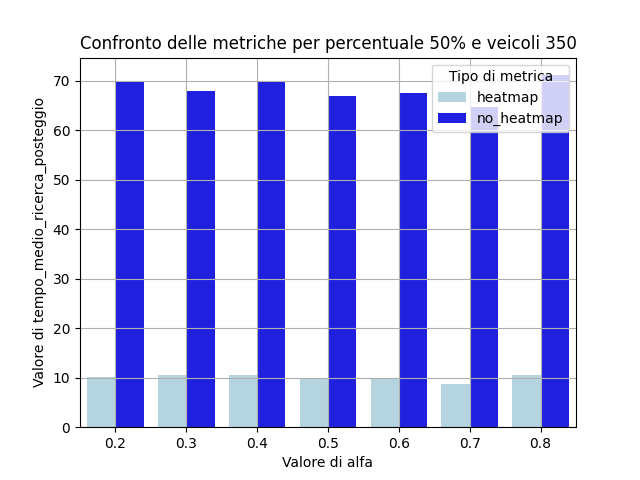 Confronto delle metriche per percentuale 50% e veicoli 350
Valore di tempo_medio_ricerca_posteggio
70
60
50
40
30
20
10
0
Tipo di metrica
heatmap
no_heatmap
0.2 0.3 0.4 0.5 0.6 0.7 0.8
Valore di alfa